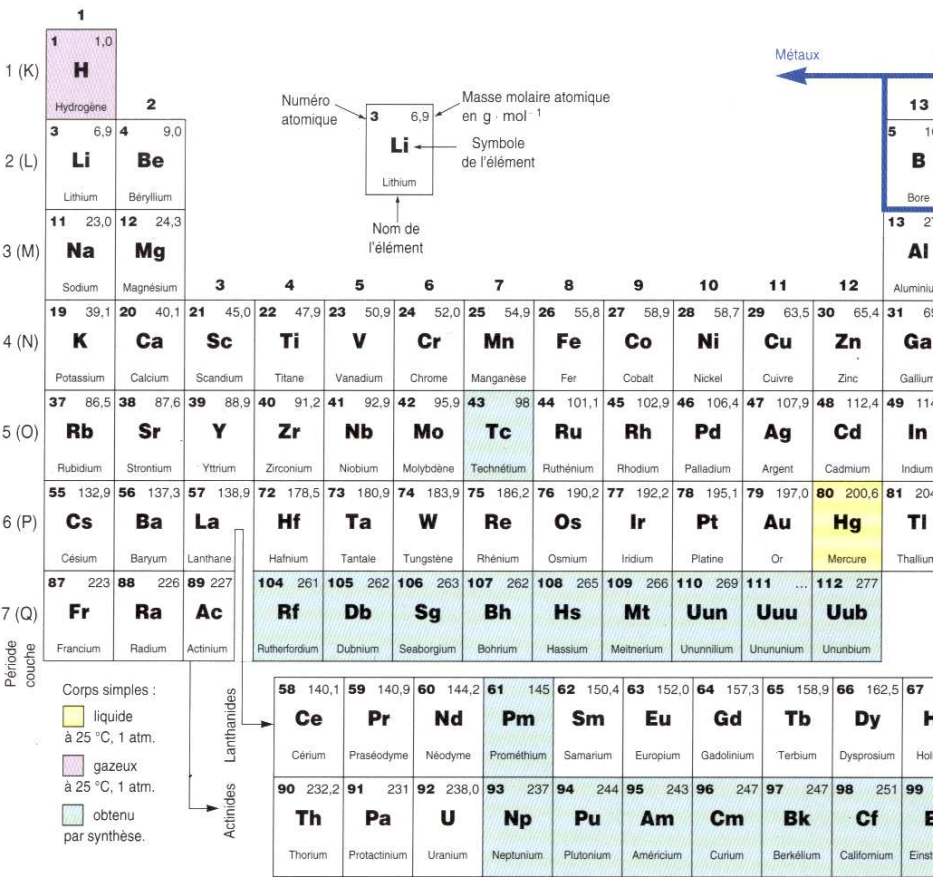 1
1 1,0
H
Hydrogène
1 (K)
2
Numéro
atomique
3 6,9
Li
Lithium
Masse molaire atomique
en g · mol⁻¹
Symbole
de l'élément
Nom de
l'élément
Métaux
13
2 (L)
3 6,9 4 9,0 5
Li Be B
Lithium Béryllium Bore
3 (M)
11 23,0 12 24,3 13
Na Mg Al
Sodium Magnésium
3 4 5 6 7 8 9 10 11 12
4 (N)
19 39,1 20 40,1 21 45,0 22 47,9 23 50,9 24 52,0 25 54,9 26 55,8 27 58,9 28 58,7 29 63,5 30 65,4 31
K Ca Sc Ti V Cr Mn Fe Co Ni Cu Zn Ga
Potassium Calcium Scandium Titane Vanadium Chrome Manganèse Fer Cobalt Nickel Cuivre Zinc
5 (O)
37 86,5 38 87,6 39 88,9 40 91,2 41 92,9 42 95,9 43 98 44 101,1 45 102,9 46 106,4 47 107,9 48 112,4 49
Rb Sr Y Zr Nb Mo Tc Ru Rh Pd Ag Cd In
Rubidium Strontium Yttrium Zirconium Niobium Molybdène Technétium Ruthénium Rhodium Palladium Argent Cadmium
6 (P)
55 132,9 56 137,3 57 138,9 72 178,5 73 180,9 74 183,9 75 186,2 76 190,2 77 192,2 78 195,1 79 197,0 80 200,6 81
Cs Ba La Hf Ta W Re Os Ir Pt Au Hg Tl
Césium Baryum Lanthane Hafnium Tantale Tungstène Rhénium Osmium Iridium Platine Or Mercure
7 (Q)
87 223 88 226 89 227 104 261 105 262 106 263 107 262 108 265 109 266 110 269 111 ... 112 277
Fr Ra Ac Rf Db Sg Bh Hs Mt Uun Uuu Uub
Francium Radium Actinium Rutherfordium Dubnium Seaborgium Bohrium Hassium Meitnerium Ununnilium Unununium Ununbium
Période
couche
Corps simples :
liquide
à 25 °C, 1 atm.
gazeux
à 25 °C, 1 atm.
obtenu
par synthèse.
Lanthanides
58 140,1 59 140,9 60 144,2 61 145 62 150,4 63 152,0 64 157,3 65 158,9 66 162,5 67
Ce Pr Nd Pm Sm Eu Gd Tb Dy
Cérium Praséodyme Néodyme Prométhium Samarium Europium Gadolinium Terbium Dysprosium
Actinides
90 232,2 91 231 92 238,0 93 237 94 244 95 243 96 247 97 247 98 251 99
Th Pa U Np Pu Am Cm Bk Cf
Thorium Protactinium Uranium Neptunium Plutonium Américium Curium Berkélium Californium